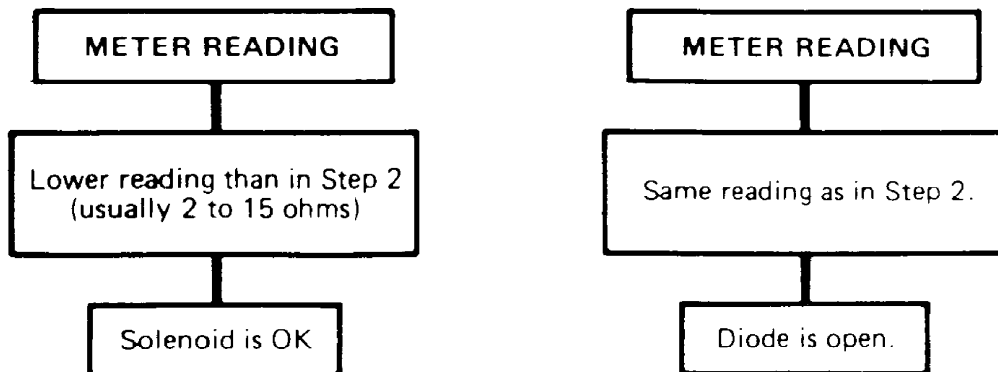 METER READING
Lower reading than in Step 2
(usually 2 to 15 ohms)
Solenoid is OK
METER READING
Same reading as in Step 2.
Diode is open.